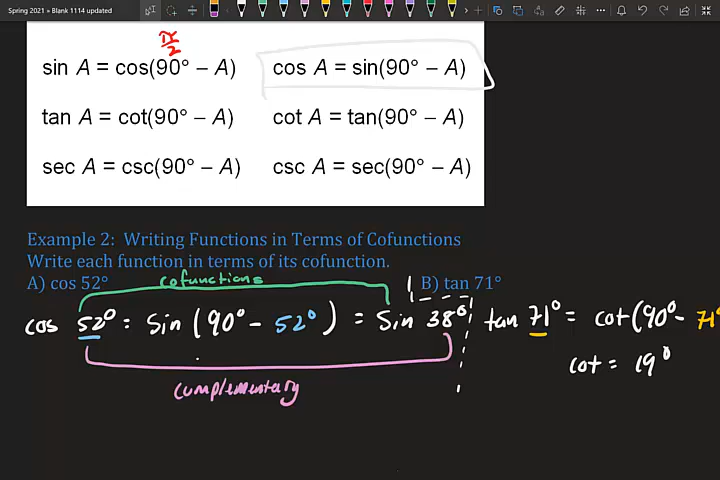 Spring 2021 » Blank 1114 updated
π/2
sin A = cos(90° − A)
cos A = sin(90° − A)
tan A = cot(90° − A)
cot A = tan(90° − A)
sec A = csc(90° − A)
csc A = sec(90° − A)
Example 2: Writing Functions in Terms of Cofunctions
Write each function in terms of its cofunction.
A) cos 52°
cofunctions
B) tan 71°
cos 52° = Sin (90° − 52°) = Sin 38°
tan 71° = cot(90° − 71°
cot = 19°
complementary